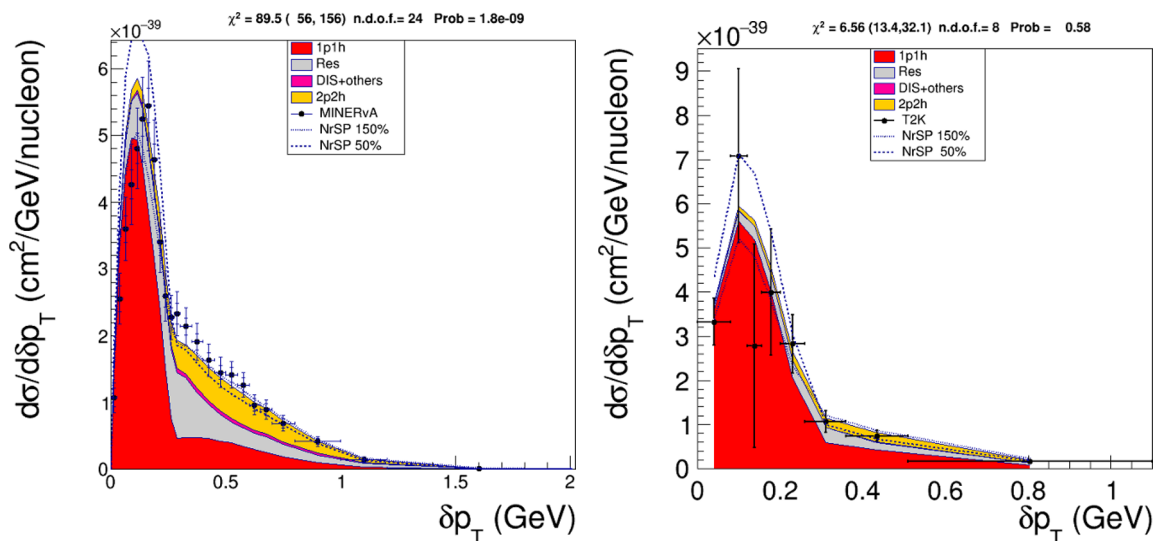 χ² = 89.5 ( 56, 156) n.d.o.f.= 24 Prob = 1.8e-09
×10⁻³⁹
1p1h
Res
DIS+others
2p2h
MINERvA
NrSP 150%
NrSP 50%
6
5
4
3
2
1
0
0 0.5 1 1.5 2
dσ/dδp_T (cm²/GeV/nucleon)
δp_T (GeV)
χ² = 6.56 (13.4,32.1) n.d.o.f.= 8 Prob = 0.58
×10⁻³⁹
1p1h
Res
DIS+others
2p2h
T2K
NrSP 150%
NrSP 50%
9
8
7
6
5
4
3
2
1
0
0 0.2 0.4 0.6 0.8 1
dσ/dδp_T (cm²/GeV/nucleon)
δp_T (GeV)